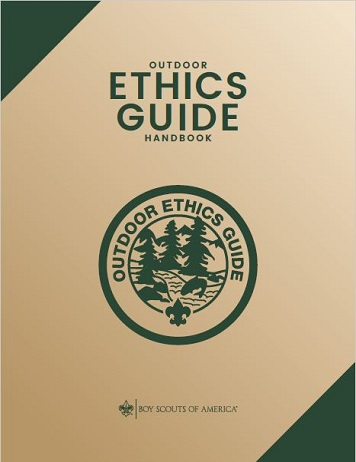 OUTDOOR
ETHICS
GUIDE
HANDBOOK
OUTDOOR ETHICS GUIDE
BOY SCOUTS OF AMERICA®